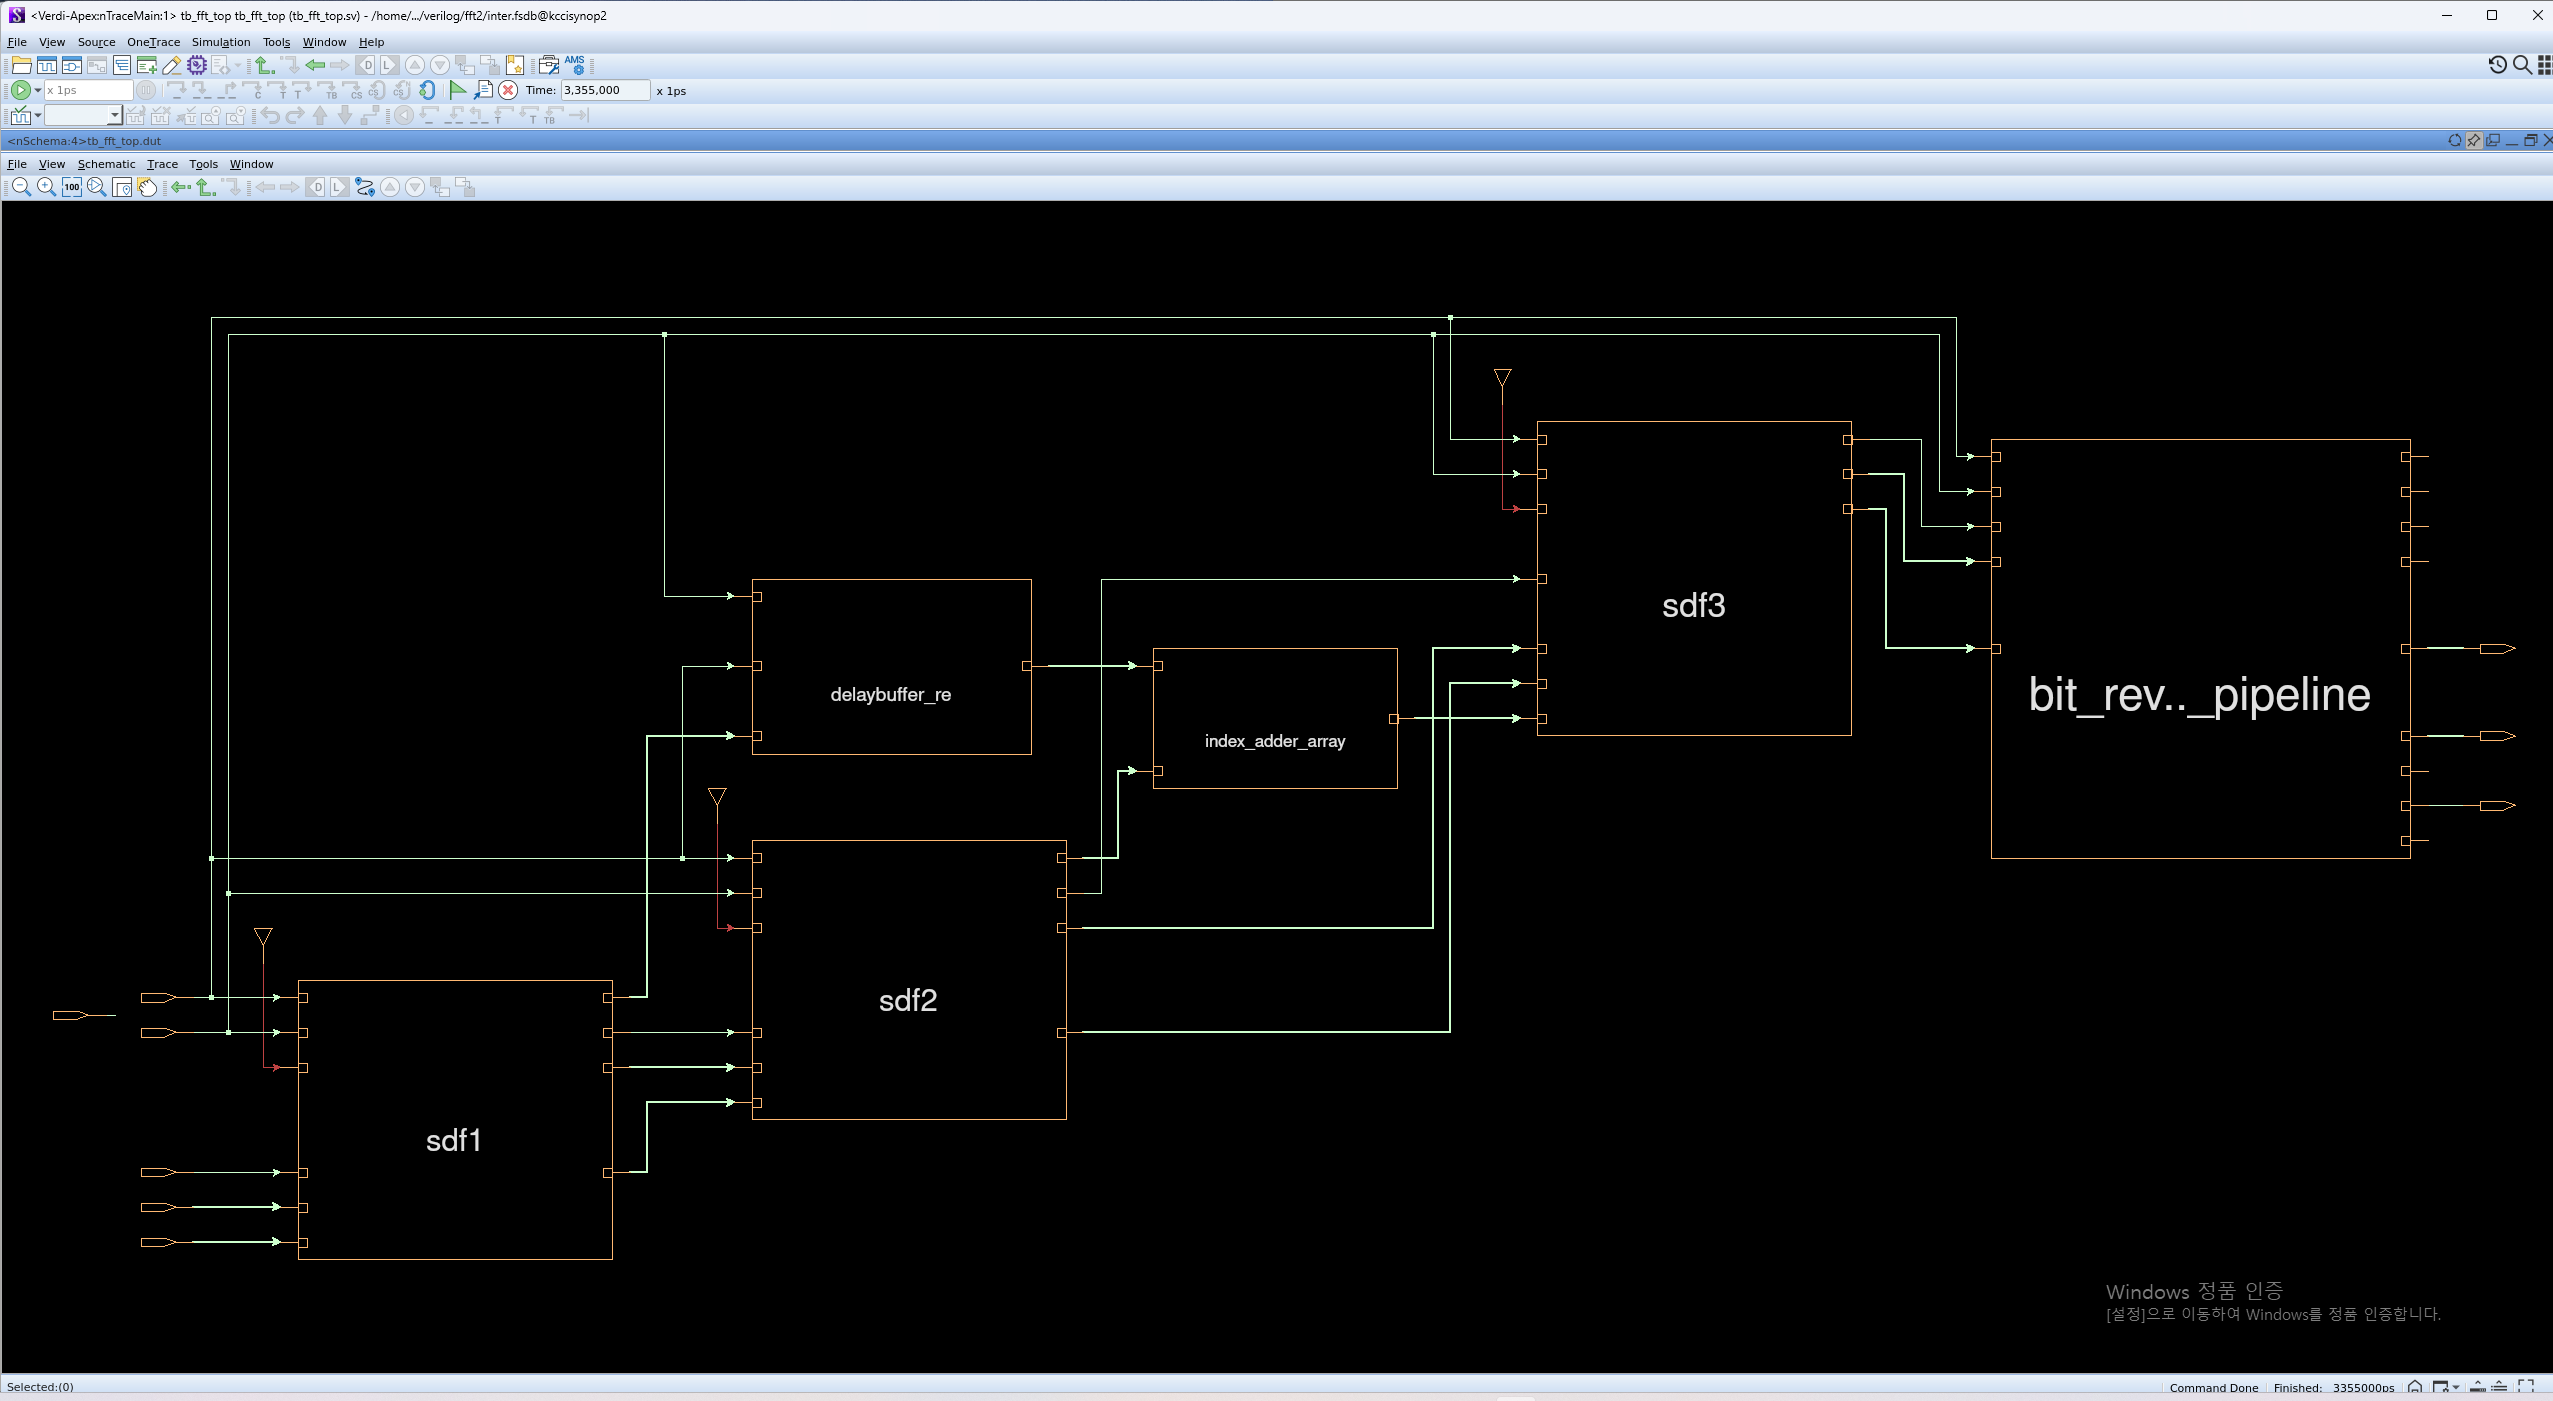 <Verdi-Apex:nTraceMain:1> tb_fft_top tb_fft_top (tb_fft_top.sv) - /home/.../verilog/fft2/inter.fsdb@kccisynop2
File View Source OneTrace Simulation Tools Window Help
AMS
x 1ps Time: 3,355,000 x 1ps
<nSchema:4>tb_fft_top.dut
File View Schematic Trace Tools Window
100 D L
sdf3
delaybuffer_re
bit_rev.._pipeline
index_adder_array
sdf2
sdf1
Windows 정품 인증
[설정]으로 이동하여 Windows를 정품 인증합니다.
Selected:(0) Command Done Finished: 3355000ps